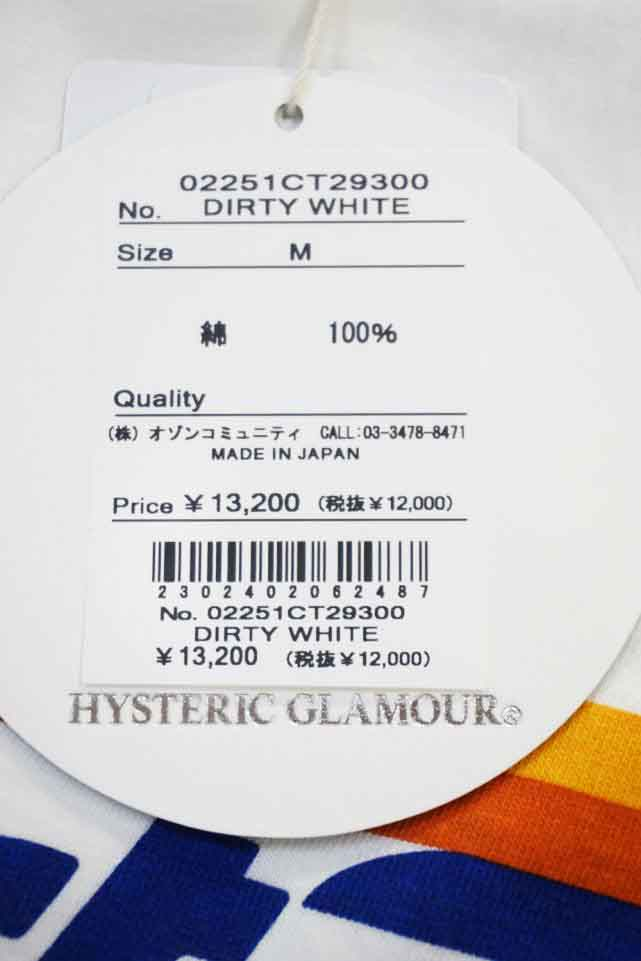 02251CT29300
No. DIRTY WHITE
Size M
綿 100%
Quality
(株) オゾンコミュニティ CALL:03-3478-8471
MADE IN JAPAN
Price ¥13,200 (税抜¥12,000)
2302402062487
No. 02251CT29300
DIRTY WHITE
¥13,200 (税抜¥12,000)
HYSTERIC GLAMOUR®